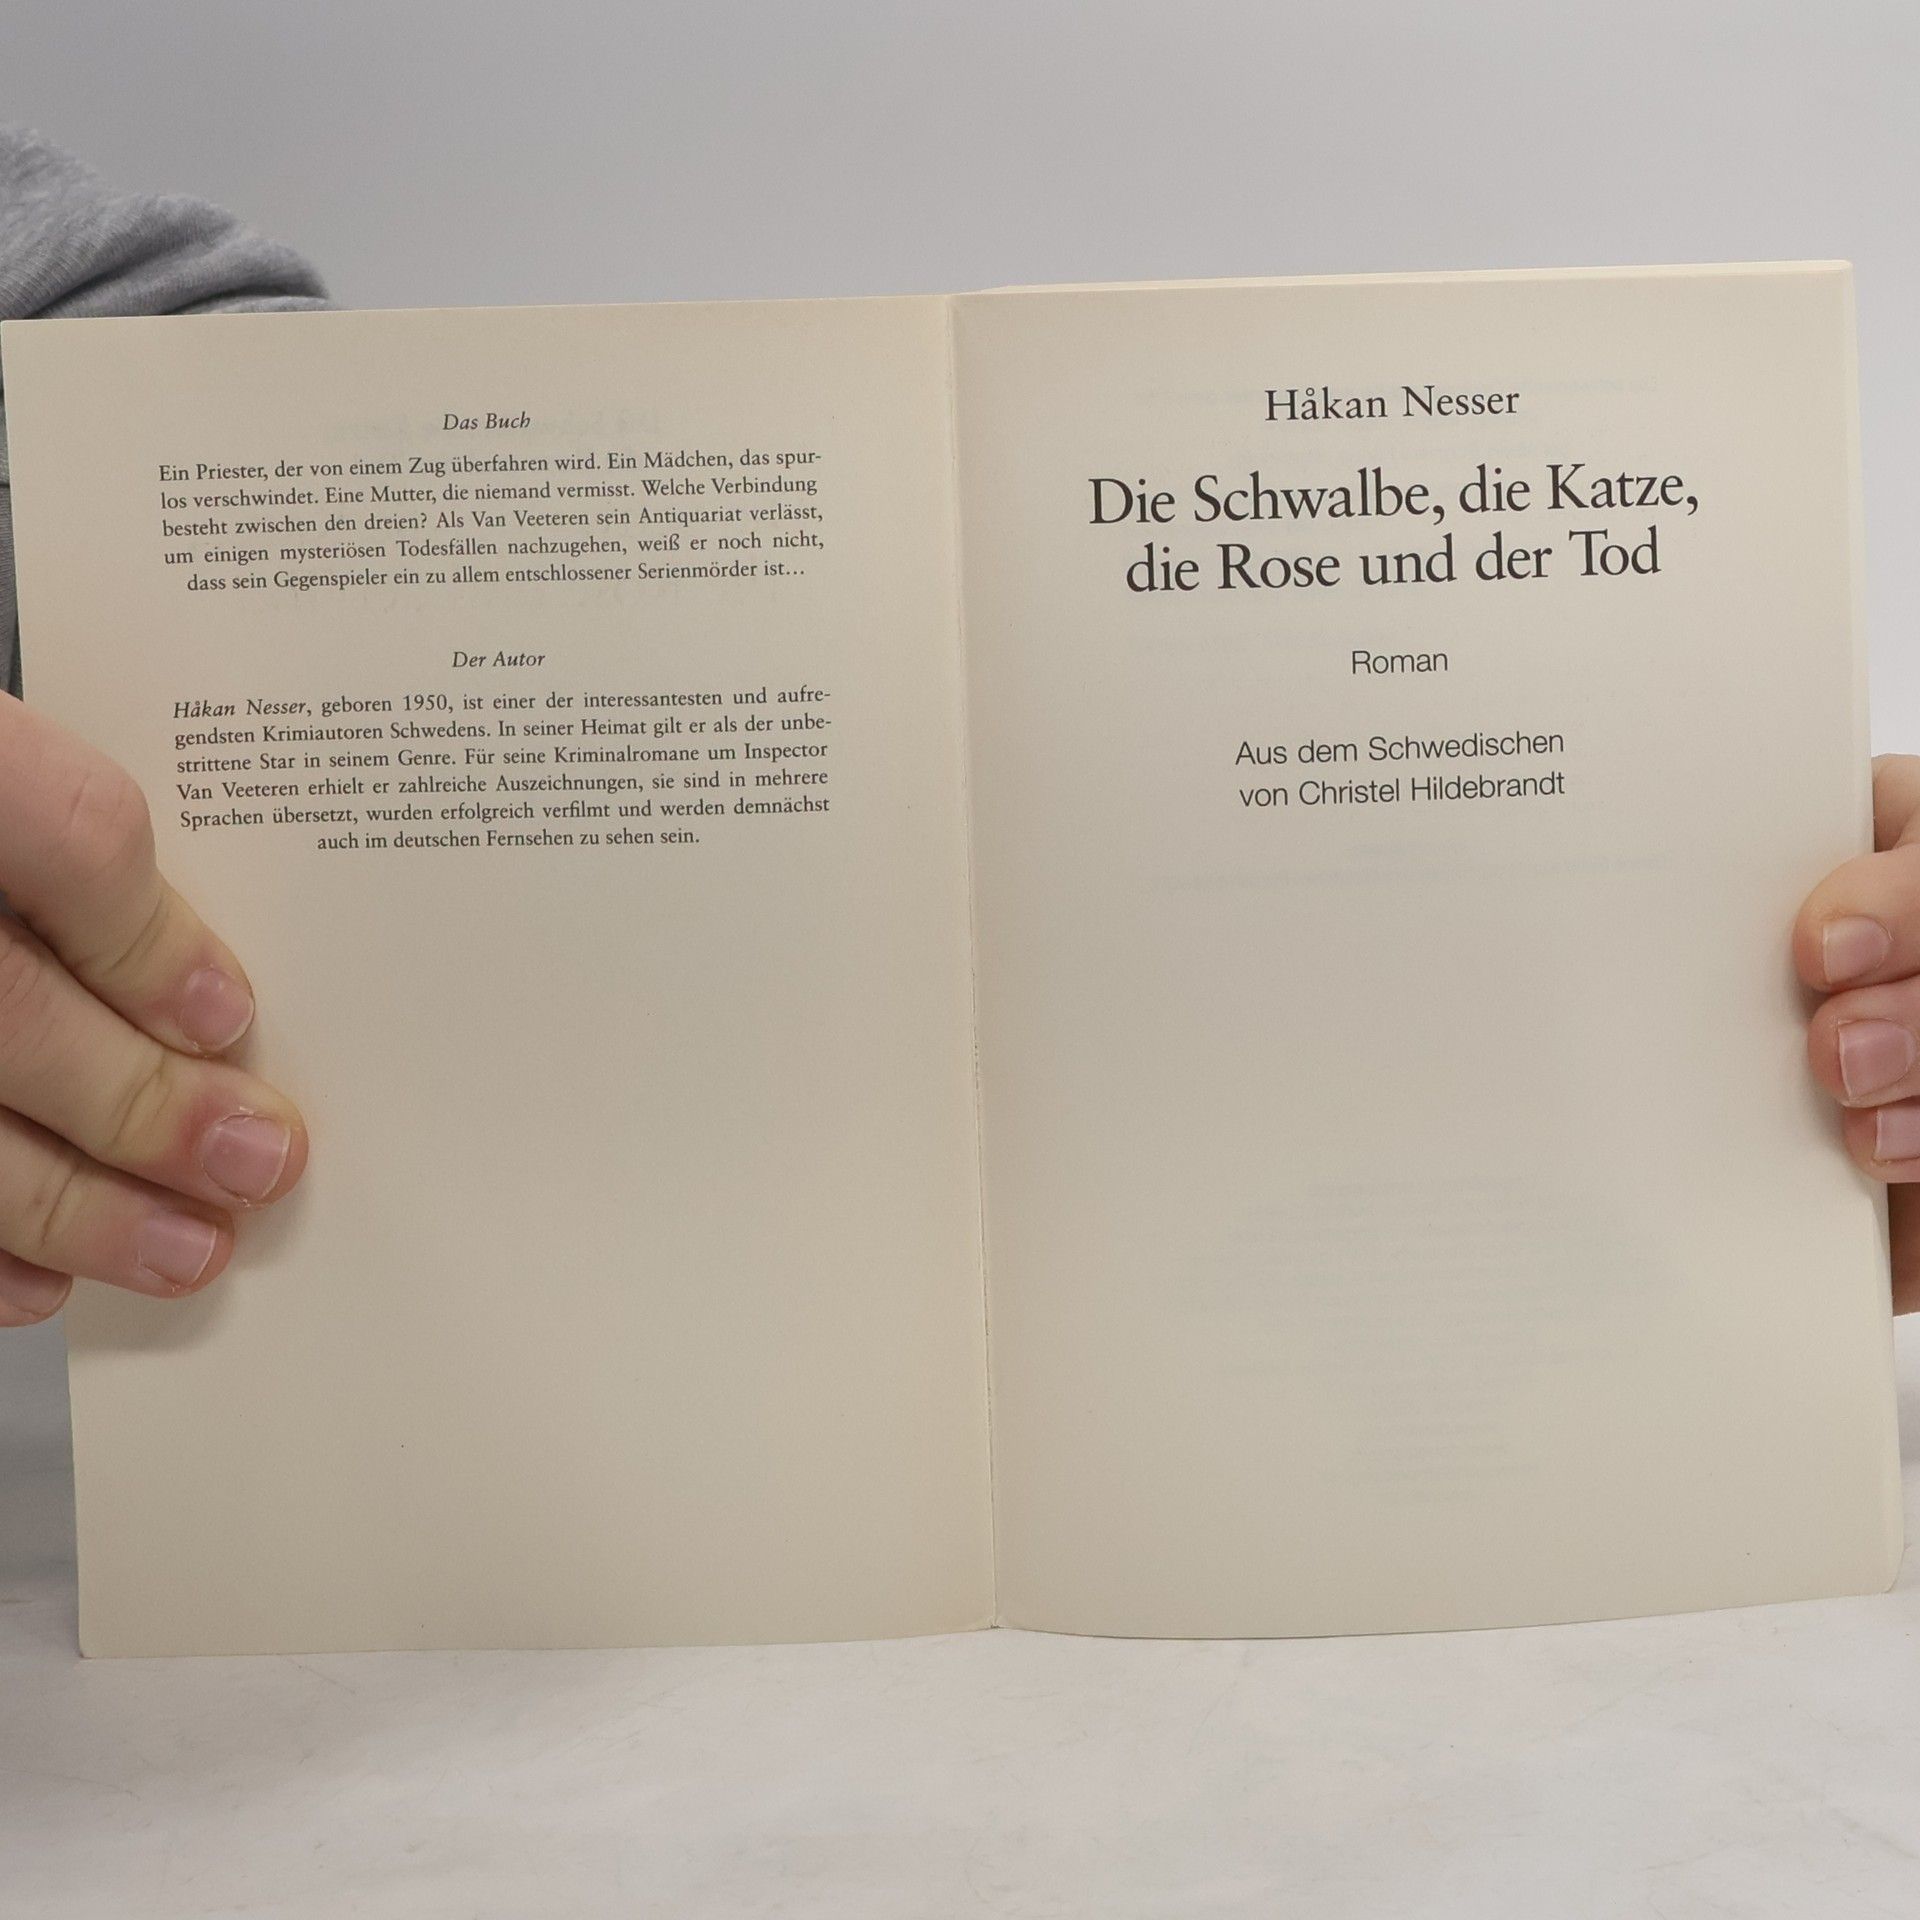 Das Buch
Ein Priester, der von einem Zug überfahren wird. Ein Mädchen, das spur-
los verschwindet. Eine Mutter, die niemand vermisst. Welche Verbindung
besteht zwischen den dreien? Als Van Veeteren sein Antiquariat verlässt,
um einigen mysteriösen Todesfällen nachzugehen, weiß er noch nicht,
dass sein Gegenspieler ein zu allem entschlossener Serienmörder ist...
Der Autor
Håkan Nesser, geboren 1950, ist einer der interessantesten und aufre-
gendsten Krimiautoren Schwedens. In seiner Heimat gilt er als der unbe-
strittene Star in seinem Genre. Für seine Kriminalromane um Inspector
Van Veeteren erhielt er zahlreiche Auszeichnungen, sie sind in mehrere
Sprachen übersetzt, wurden erfolgreich verfilmt und werden demnächst
auch im deutschen Fernsehen zu sehen sein.
Håkan Nesser
Die Schwalbe, die Katze,
die Rose und der Tod
Roman
Aus dem Schwedischen
von Christel Hildebrandt